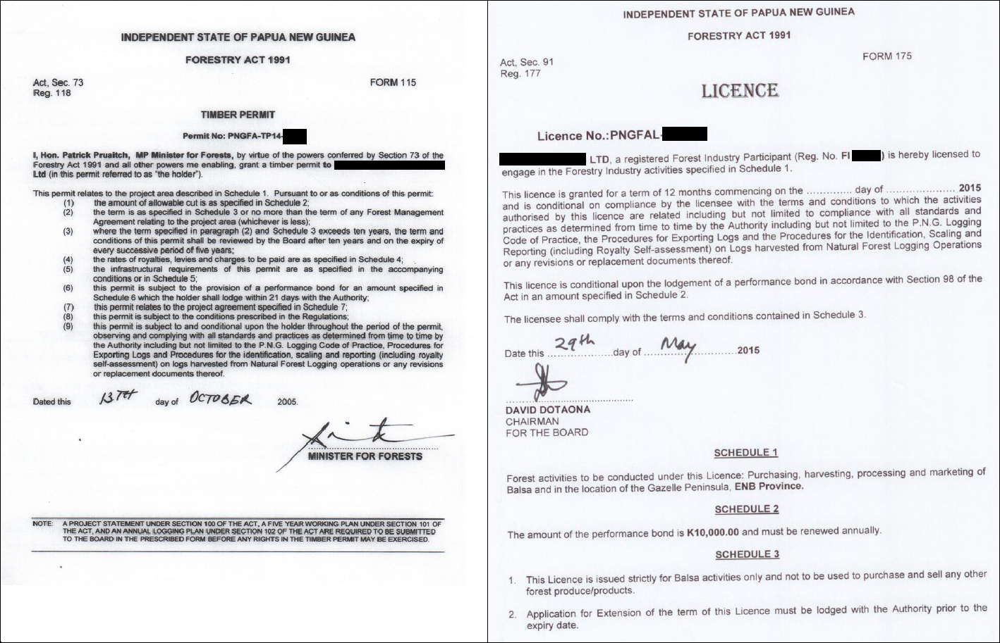 INDEPENDENT STATE OF PAPUA NEW GUINEA
FORESTRY ACT 1991
Act, Sec. 73
FORM 115
Reg. 118
TIMBER PERMIT
Permit No: PNGFA-TP14-
I, Hon. Patrick Pruaitch, MP Minister for Forests, by virtue of the powers conferred by Section 73 of the
Forestry Act 1991 and all other powers me enabling, grant a timber permit to
Ltd (in this permit referred to as “the holder”).
This permit relates to the project area described in Schedule 1. Pursuant to or as conditions of this permit:
(1) the amount of allowable cut is as specified in Schedule 2;
(2) the term is as specified in Schedule 3 or no more than the term of any Forest Management
Agreement relating to the project area (whichever is less);
(3) where the term specified in paragraph (2) and Schedule 3 exceeds ten years, the term and
conditions of this permit shall be reviewed by the Board after ten years and on the expiry of
every successive period of five years;
(4) the rates of royalties, levies and charges to be paid are as specified in Schedule 4;
(5) the infrastructural requirements of this permit are as specified in the accompanying
conditions or in Schedule 5;
(6) this permit is subject to the provision of a performance bond for an amount specified in
Schedule 6 which the holder shall lodge within 21 days with the Authority;
(7) this permit relates to the project agreement specified in Schedule 7;
(8) this permit is subject to the conditions prescribed in the Regulations;
(9) this permit is subject to and conditional upon the holder throughout the period of the permit,
observing and complying with all standards and practices as determined from time to time by
the Authority including but not limited to the P.N.G. Logging Code of Practice, Procedures for
Exporting Logs and Procedures for the identification, scaling and reporting (including royalty
self-assessment) on logs harvested from Natural Forest Logging operations or any revisions
or replacement documents thereof.
Dated this 13TH day of OCTOBER 2005.
MINISTER FOR FORESTS
NOTE: A PROJECT STATEMENT UNDER SECTION 100 OF THE ACT, A FIVE YEAR WORKING PLAN UNDER SECTION 101 OF
THE ACT, AND AN ANNUAL LOGGING PLAN UNDER SECTION 102 OF THE ACT ARE REQUIRED TO BE SUBMITTED
TO THE BOARD IN THE PRESCRIBED FORM BEFORE ANY RIGHTS IN THE TIMBER PERMIT MAY BE EXERCISED.
INDEPENDENT STATE OF PAPUA NEW GUINEA
FORESTRY ACT 1991
FORM 175
Act, Sec. 91
Reg. 177
LICENCE
Licence No.:PNGFAL-
LTD, a registered Forest Industry Participant (Reg. No. FI ) is hereby licensed to
engage in the Forestry Industry activities specified in Schedule 1.
This licence is granted for a term of 12 months commencing on the ............. day of .................... 2015
and is conditional on compliance by the licensee with the terms and conditions to which the activities
authorised by this licence are related including but not limited to compliance with all standards and
practices as determined from time to time by the Authority including but not limited to the P.N.G. Logging
Code of Practice, the Procedures for Exporting Logs and the Procedures for the Identification, Scaling and
Reporting (including Royalty Self-assessment) on Logs harvested from Natural Forest Logging Operations
or any revisions or replacement documents thereof.
This licence is conditional upon the lodgement of a performance bond in accordance with Section 98 of the
Act in an amount specified in Schedule 2.
The licensee shall comply with the terms and conditions contained in Schedule 3.
Date this 29th day of May 2015
DAVID DOTAONA
CHAIRMAN
FOR THE BOARD
SCHEDULE 1
Forest activities to be conducted under this Licence: Purchasing, harvesting, processing and marketing of
Balsa and in the location of the Gazelle Peninsula, ENB Province.
SCHEDULE 2
The amount of the performance bond is K10,000.00 and must be renewed annually.
SCHEDULE 3
1. This Licence is issued strictly for Balsa activities only and not to be used to purchase and sell any other
forest produce/products.
2. Application for Extension of the term of this Licence must be lodged with the Authority prior to the
expiry date.